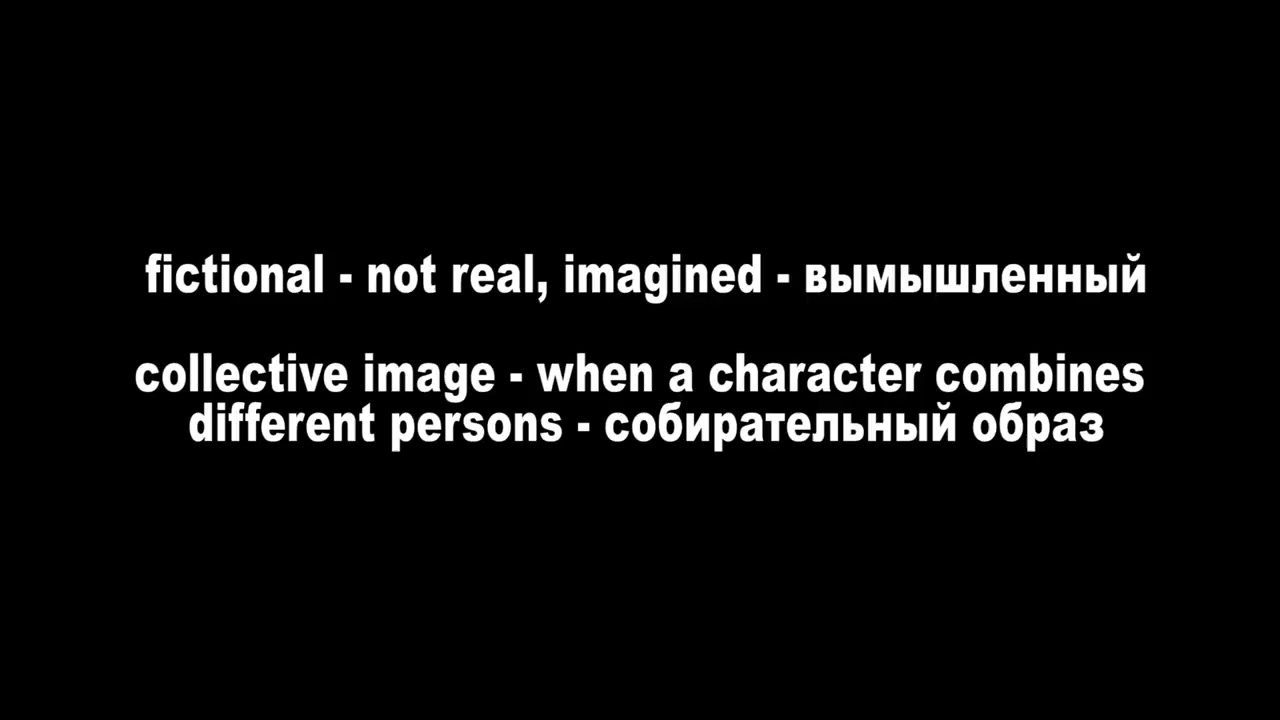 fictional - not real, imagined - вымышленный
collective image - when a character combines
different persons - собирательный образ